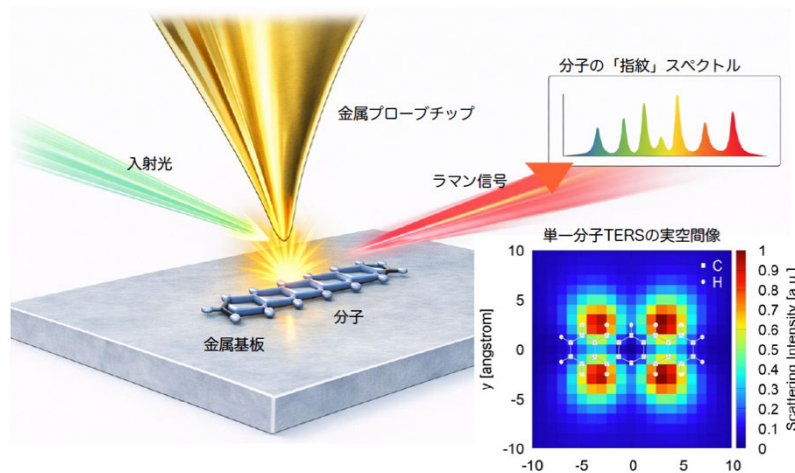 分子の「指紋」スペクトル
金属プローブチップ
入射光
ラマン信号
分子
金属基板
単一分子TERSの実空間像
C
H
y [angstrom]
10
5
0
-5
-10
-10 -5 0 5 10
1
0.9
0.8
0.7
0.6
0.5
0.4
0.3
0.2
0.1
0
Scattering Intensity [a.u.]